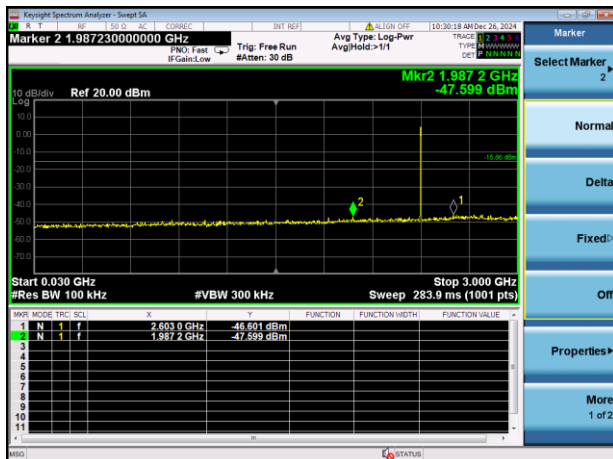 Keysight Spectrum Analyzer - Swept SA
R T RF 50 Ω AC CORREC INT REF ALIGN OFF 10:30:18 AM Dec 26, 2024
Marker 2 1.987230000000 GHz
PNO: Fast
IFGain:Low
Trig: Free Run
#Atten: 30 dB
Avg Type: Log-Pwr
Avg|Hold:>1/1
TRACE 1 2 3 4 5 6
TYPE M W W W W W
DET P N N N N N
Mkr2 1.987 2 GHz
-47.599 dBm
10 dB/div Ref 20.00 dBm
Log
10.0
0.00
-10.0
-15.66 dBm
-20.0
-30.0
-40.0
2
1
-50.0
-60.0
-70.0
Start 0.030 GHz Stop 3.000 GHz
#Res BW 100 kHz #VBW 300 kHz Sweep 283.9 ms (1001 pts)
MKR MODE TRC SCL X Y FUNCTION FUNCTION WIDTH FUNCTION VALUE
1 N 1 f 2.603 0 GHz -46.601 dBm
2 N 1 f 1.987 2 GHz -47.599 dBm
3
4
5
6
7
8
9
10
11
MSG STATUS
Marker
Select Marker
2
Normal
Delta
Fixed
Off
Properties
More
1 of 2